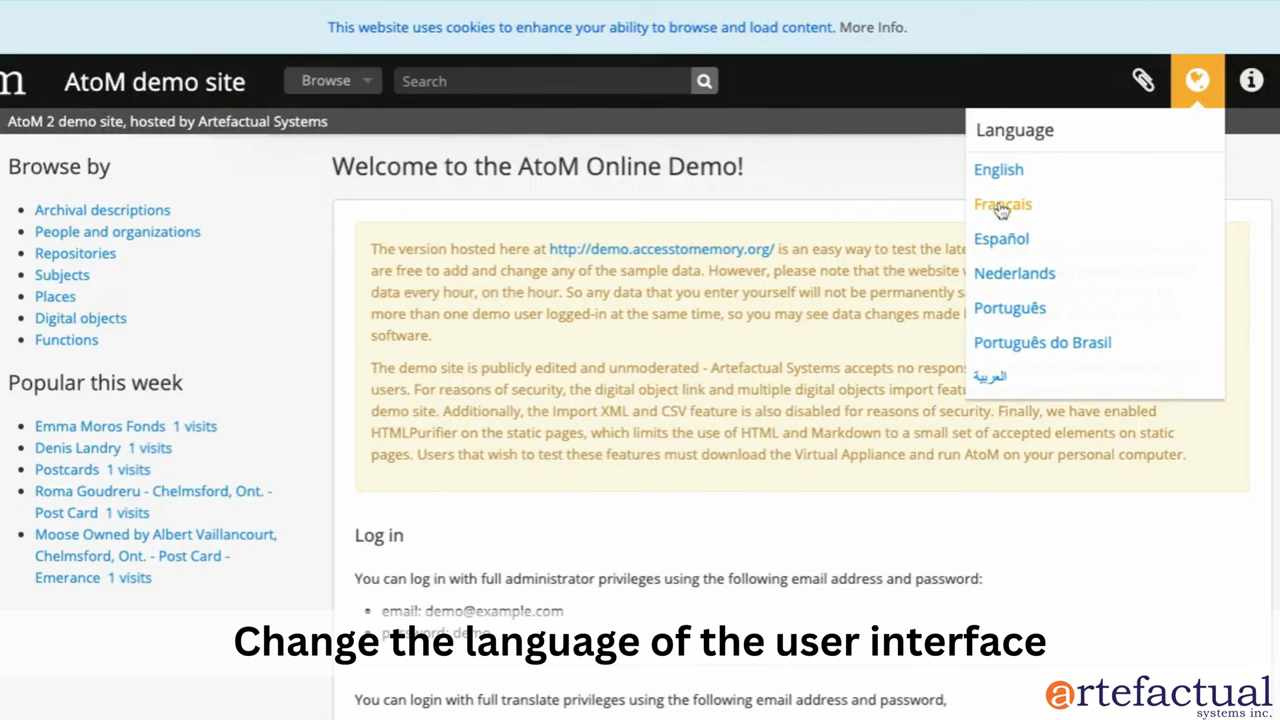 This website uses cookies to enhance your ability to browse and load content. More Info.
m AtoM demo site Browse Search
AtoM 2 demo site, hosted by Artefactual Systems
Language
English
Français
Español
Nederlands
Português
Português do Brasil
العربية
Browse by
Archival descriptions
People and organizations
Repositories
Subjects
Places
Digital objects
Functions
Popular this week
Emma Moros Fonds 1 visits
Denis Landry 1 visits
Postcards 1 visits
Roma Goudreru - Chelmsford, Ont. -
Post Card 1 visits
Moose Owned by Albert Vaillancourt,
Chelmsford, Ont. - Post Card -
Emerance 1 visits
Welcome to the AtoM Online Demo!
The version hosted here at http://demo.accesstomemory.org/ is an easy way to test the late
are free to add and change any of the sample data. However, please note that the website
data every hour, on the hour. So any data that you enter yourself will not be permanently sa
more than one demo user logged-in at the same time, so you may see data changes made
software.
The demo site is publicly edited and unmoderated - Artefactual Systems accepts no respon
users. For reasons of security, the digital object link and multiple digital objects import featu
demo site. Additionally, the Import XML and CSV feature is also disabled for reasons of security. Finally, we have enabled
HTMLPurifier on the static pages, which limits the use of HTML and Markdown to a small set of accepted elements on static
pages. Users that wish to test these features must download the Virtual Appliance and run AtoM on your personal computer.
Log in
You can log in with full administrator privileges using the following email address and password:
email: demo@example.com
password: demo
Change the language of the user interface
You can login with full translate privileges using the following email address and password,
artefactual
systems inc.